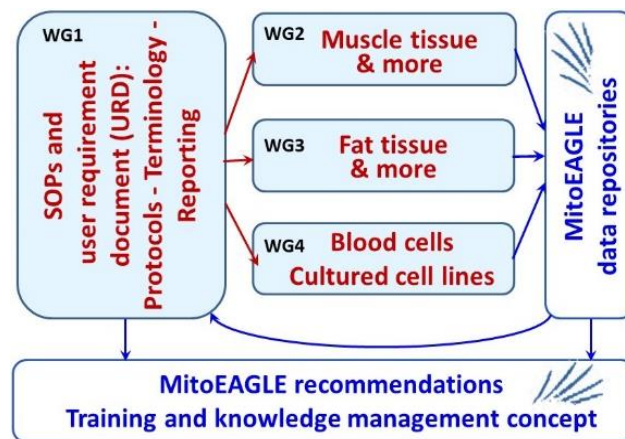 WG1
SOPs and
user requirement
document (URD):
Protocols - Terminology -
Reporting
WG2
Muscle tissue
& more
WG3
Fat tissue
& more
WG4
Blood cells
Cultured cell lines
MitoEAGLE
data repositories
MitoEAGLE recommendations
Training and knowledge management concept